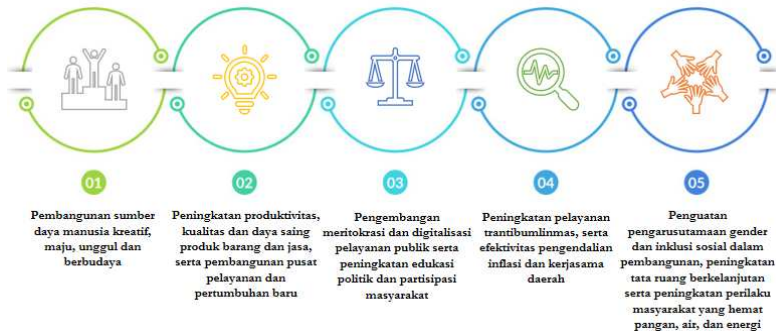 01
Pembangunan sumber
daya manusia kreatif,
maju, unggul dan
berbudaya
02
Peningkatan produktivitas,
kualitas dan daya saing
produk barang dan jasa,
serta pembangunan pusat
pelayanan dan
pertumbuhan baru
03
Pengembangan
meritokrasi dan digitalisasi
pelayanan publik serta
peningkatan edukasi
politik dan partisipasi
masyarakat
04
Peningkatan pelayanan
trantibumlinmas, serta
efektivitas pengendalian
inflasi dan kerjasama
daerah
05
Penguatan
pengarusutamaan gender
dan inklusi sosial dalam
pembangunan, peningkatan
tata ruang berkelanjutan
serta peningkatan perilaku
masyarakat yang hemat
pangan, air, dan energi